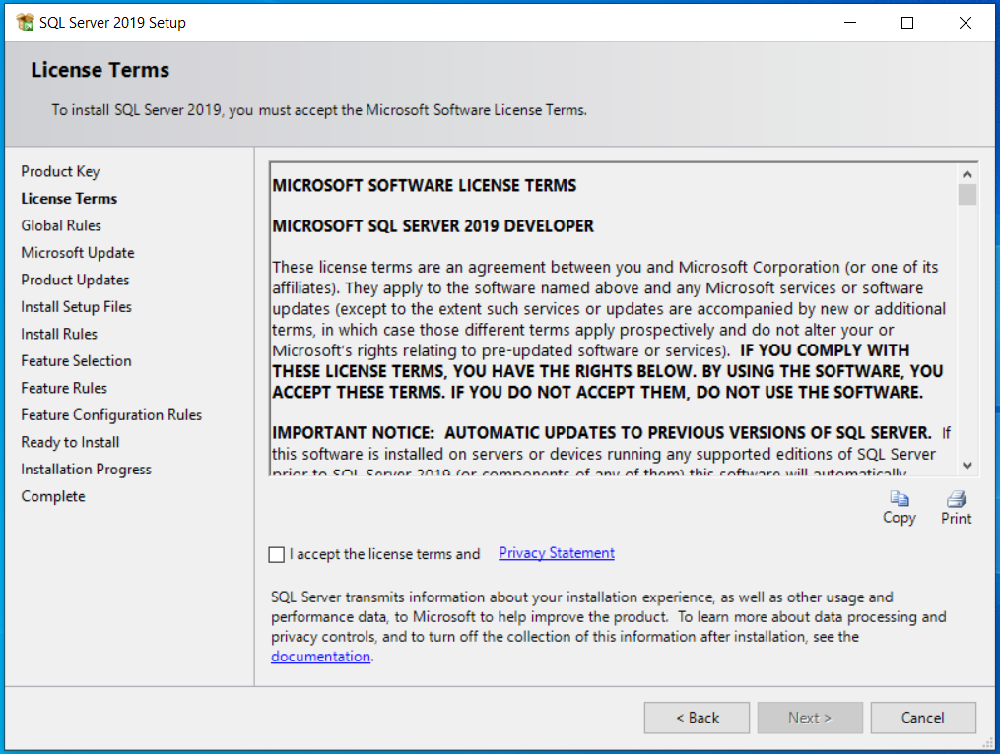 SQL Server 2019 Setup
License Terms
To install SQL Server 2019, you must accept the Microsoft Software License Terms.
Product Key
License Terms
Global Rules
Microsoft Update
Product Updates
Install Setup Files
Install Rules
Feature Selection
Feature Rules
Feature Configuration Rules
Ready to Install
Installation Progress
Complete
MICROSOFT SOFTWARE LICENSE TERMS
MICROSOFT SQL SERVER 2019 DEVELOPER
These license terms are an agreement between you and Microsoft Corporation (or one of its
affiliates). They apply to the software named above and any Microsoft services or software
updates (except to the extent such services or updates are accompanied by new or additional
terms, in which case those different terms apply prospectively and do not alter your or
Microsoft's rights relating to pre-updated software or services).  IF YOU COMPLY WITH
THESE LICENSE TERMS, YOU HAVE THE RIGHTS BELOW. BY USING THE SOFTWARE, YOU
ACCEPT THESE TERMS. IF YOU DO NOT ACCEPT THEM, DO NOT USE THE SOFTWARE.
IMPORTANT NOTICE:  AUTOMATIC UPDATES TO PREVIOUS VERSIONS OF SQL SERVER.  If
this software is installed on servers or devices running any supported editions of SQL Server
prior to SQL Server 2019 (or components of any of them) this software will automatically
Copy
Print
I accept the license terms and Privacy Statement
SQL Server transmits information about your installation experience, as well as other usage and
performance data, to Microsoft to help improve the product.  To learn more about data processing and
privacy controls, and to turn off the collection of this information after installation, see the
documentation.
< Back
Next >
Cancel